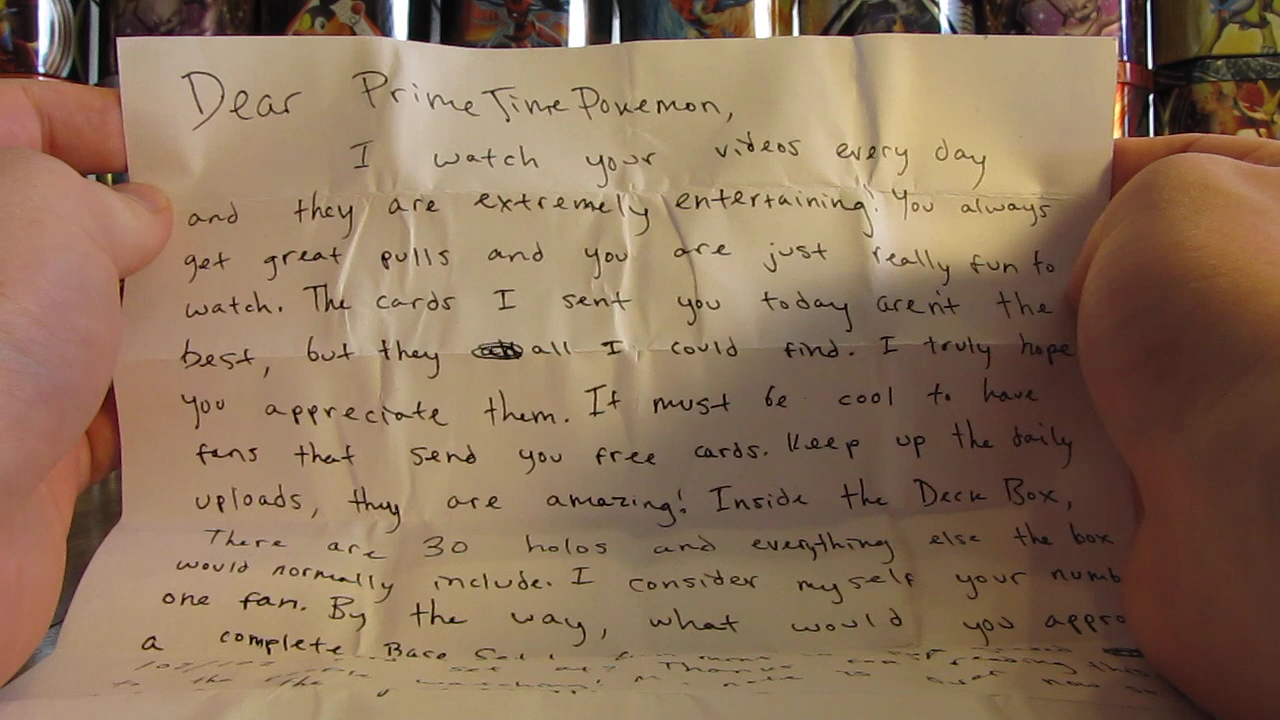 Dear PrimeTimePokemon,
I watch your videos every day
and they are extremely entertaining! You always
get great pulls and you are just really fun to
watch. The cards I sent you today aren't the
best, but they all I could find. I truly hope
you appreciate them. It must be cool to have
fans that send you free cards. Keep up the daily
uploads, they are amazing! Inside the Deck Box,
There are 30 holos and everything else the box
would normally include. I consider myself your numb
one fan. By the way, what would you appro
a complete Base Set